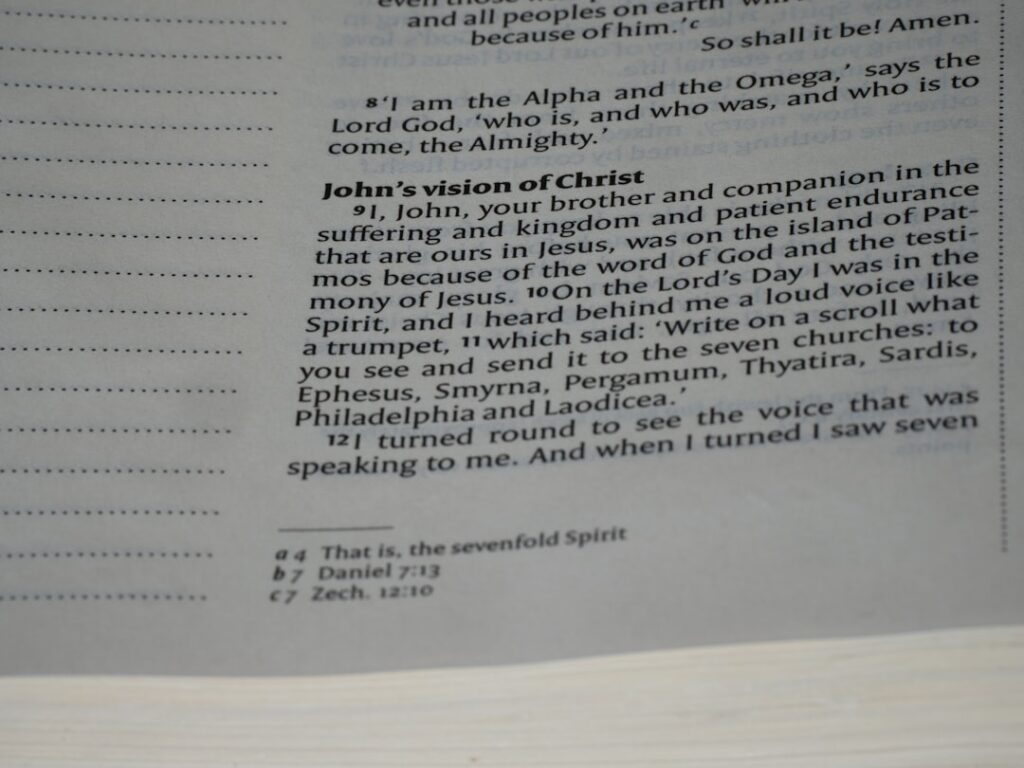 and all peoples on earth
because of him.'c
So shall it be! Amen.
8 'I am the Alpha and the Omega,' says the
Lord God, 'who is, and who was, and who is to
come, the Almighty.'
John's vision of Christ
9 I, John, your brother and companion in the
suffering and kingdom and patient endurance
that are ours in Jesus, was on the island of Pat-
mos because of the word of God and the testi-
mony of Jesus. 10 On the Lord's Day I was in the
Spirit, and I heard behind me a loud voice like
a trumpet, 11 which said: 'Write on a scroll what
you see and send it to the seven churches: to
Ephesus, Smyrna, Pergamum, Thyatira, Sardis,
Philadelphia and Laodicea.'
12 I turned round to see the voice that was
speaking to me. And when I turned I saw seven
a 4 That is, the sevenfold Spirit
b 7 Daniel 7:13
c 7 Zech. 12:10